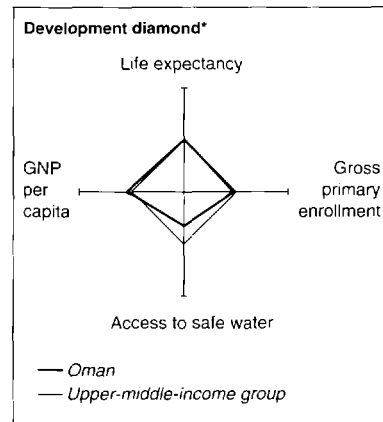 Development diamond*
Life expectancy
GNP
per
capita
Gross
primary
enrollment
Access to safe water
Oman
Upper-middle-income group